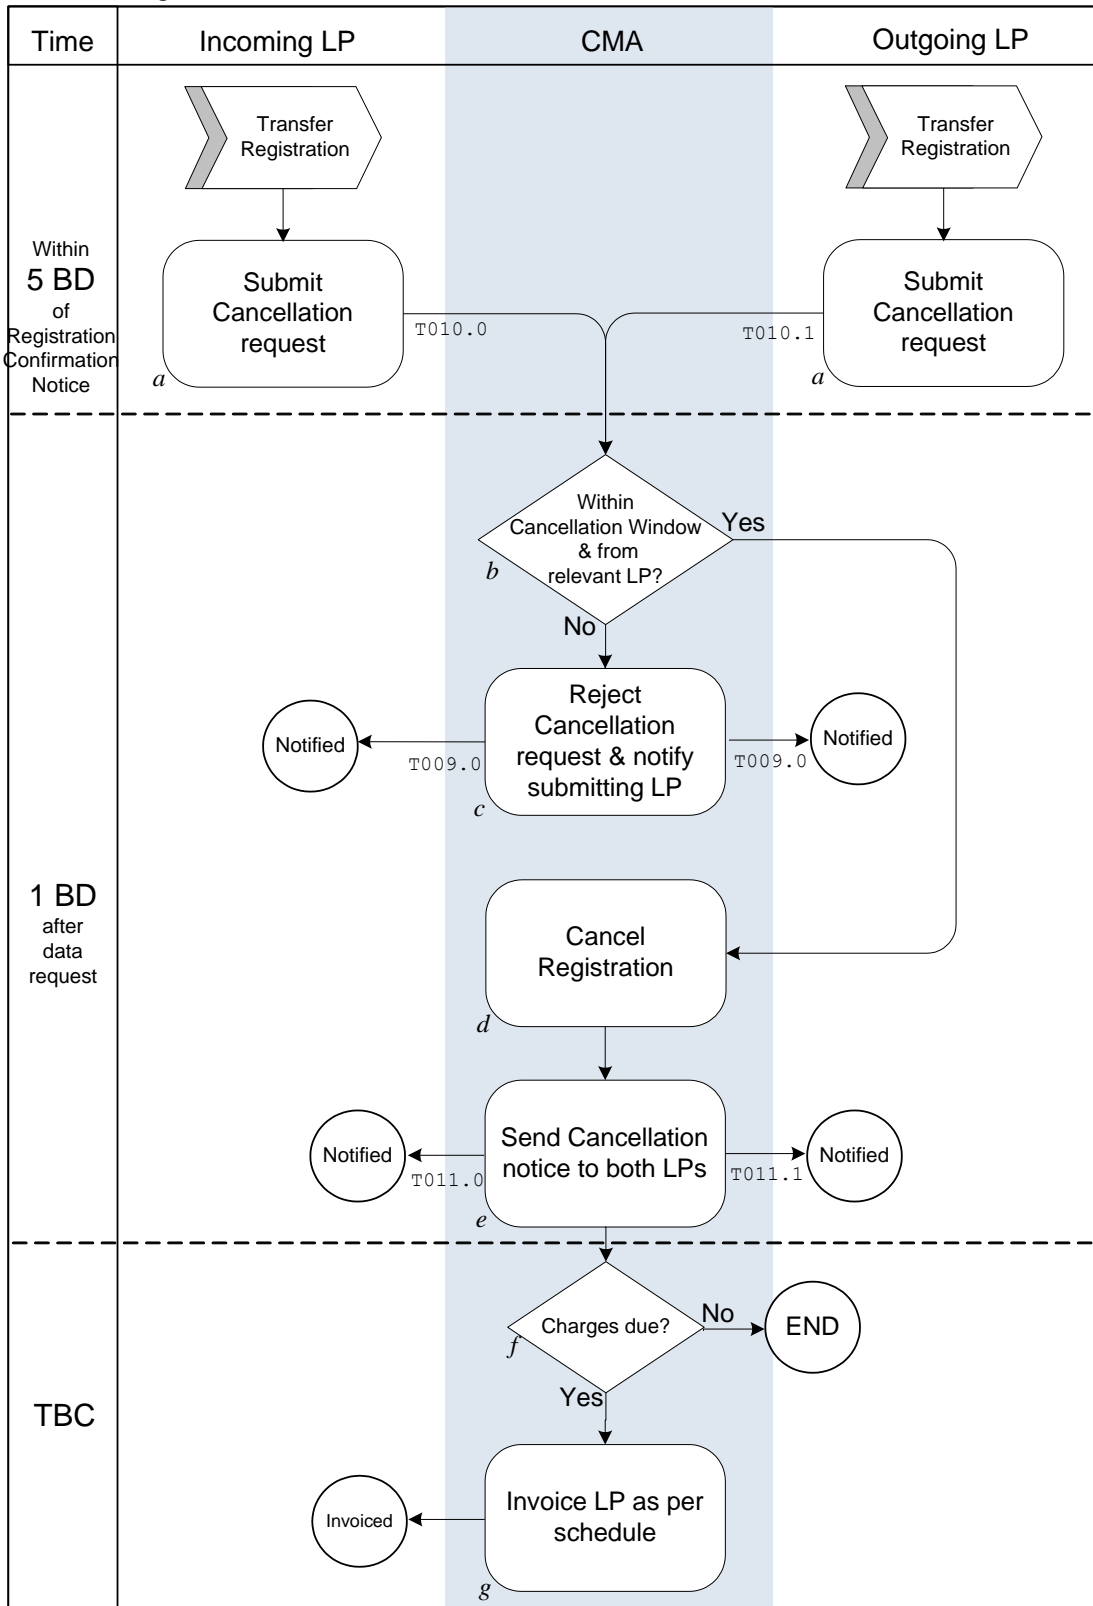 Time
Incoming LP
CMA
Outgoing LP
Transfer
Registration
Transfer
Registration
Within
5 BD
of
Registration
Confirmation
Notice
Submit
Cancellation
request
a
T010.0
T010.1
Submit
Cancellation
request
a
Within
Cancellation Window
& from
relevant LP?
b
Yes
No
Reject
Cancellation
request & notify
submitting LP
c
Notified
T009.0
T009.0
Notified
1 BD
after
data
request
Cancel
Registration
d
Send Cancellation
notice to both LPs
e
Notified
T011.0
T011.1
Notified
TBC
Charges due?
f
No
END
Yes
Invoice LP as per
schedule
g
Invoiced